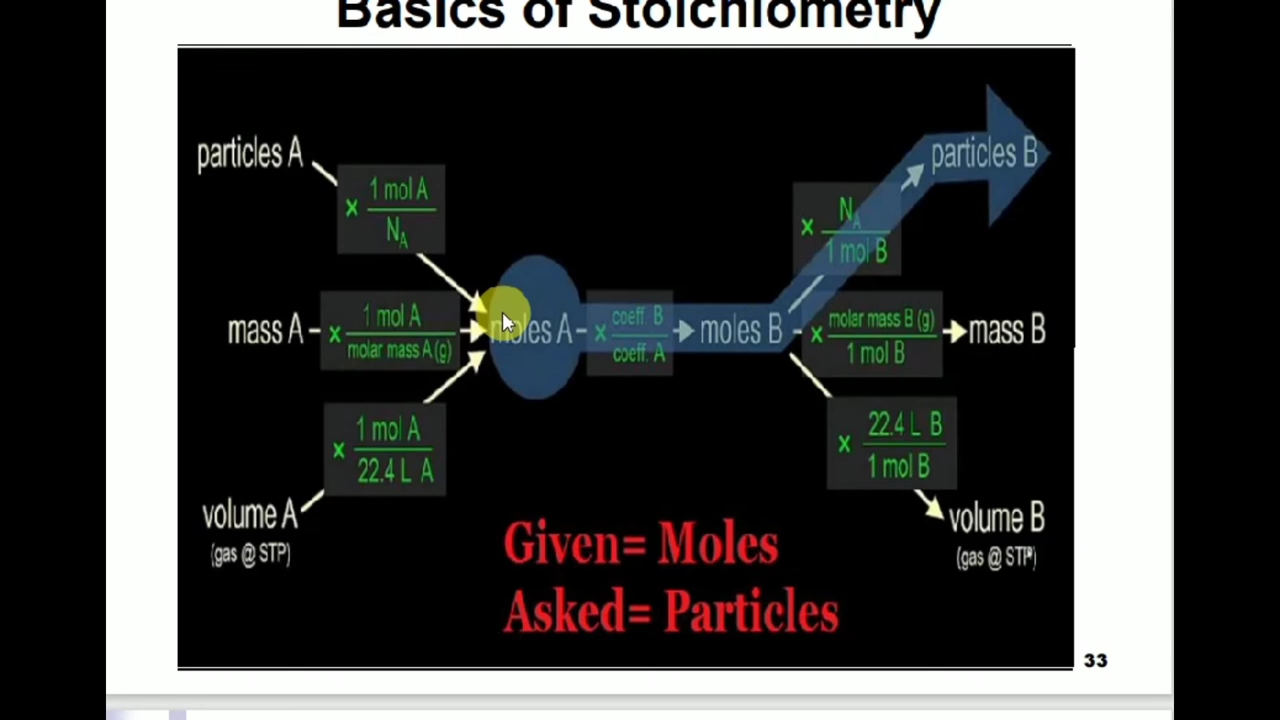 Basics of Stoichiometry
particles A
× 1 mol A
N_A
mass A
× 1 mol A
molar mass A (g)
volume A
(gas @ STP)
× 1 mol A
22.4 L A
moles A
× coeff. B
coeff. A
moles B
× N_A
1 mol B
particles B
× molar mass B (g)
1 mol B
mass B
× 22.4 L B
1 mol B
volume B
(gas @ STP)
Given= Moles
Asked= Particles
33